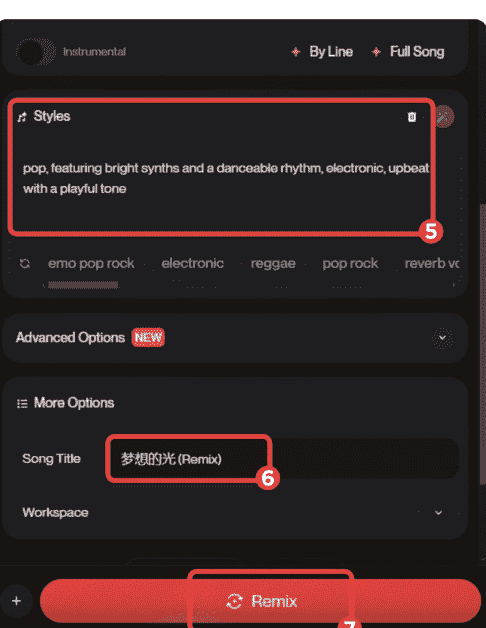 Instrumental
By Line
Full Song
Styles
5
pop, featuring bright synths and a danceable rhythm, electronic, upbeat
with a playful tone
emo pop rock electronic reggae pop rock reverb vo
Advanced Options NEW
More Options
Song Title
梦想的光 (Remix)
6
Workspace
+
Remix
7